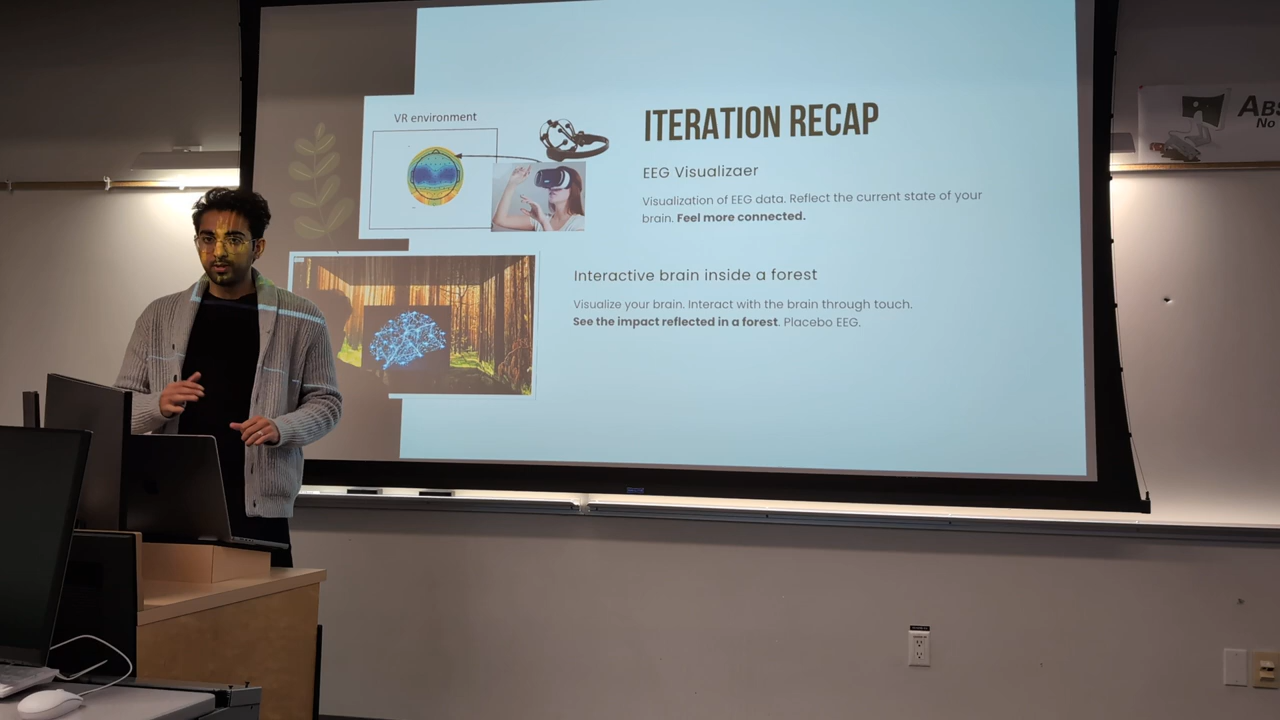 VR environment
ITERATION RECAP
EEG Visualizaer
Visualization of EEG data. Reflect the current state of your
brain. Feel more connected.
Interactive brain inside a forest
Visualize your brain. Interact with the brain through touch.
See the impact reflected in a forest. Placebo EEG.
No